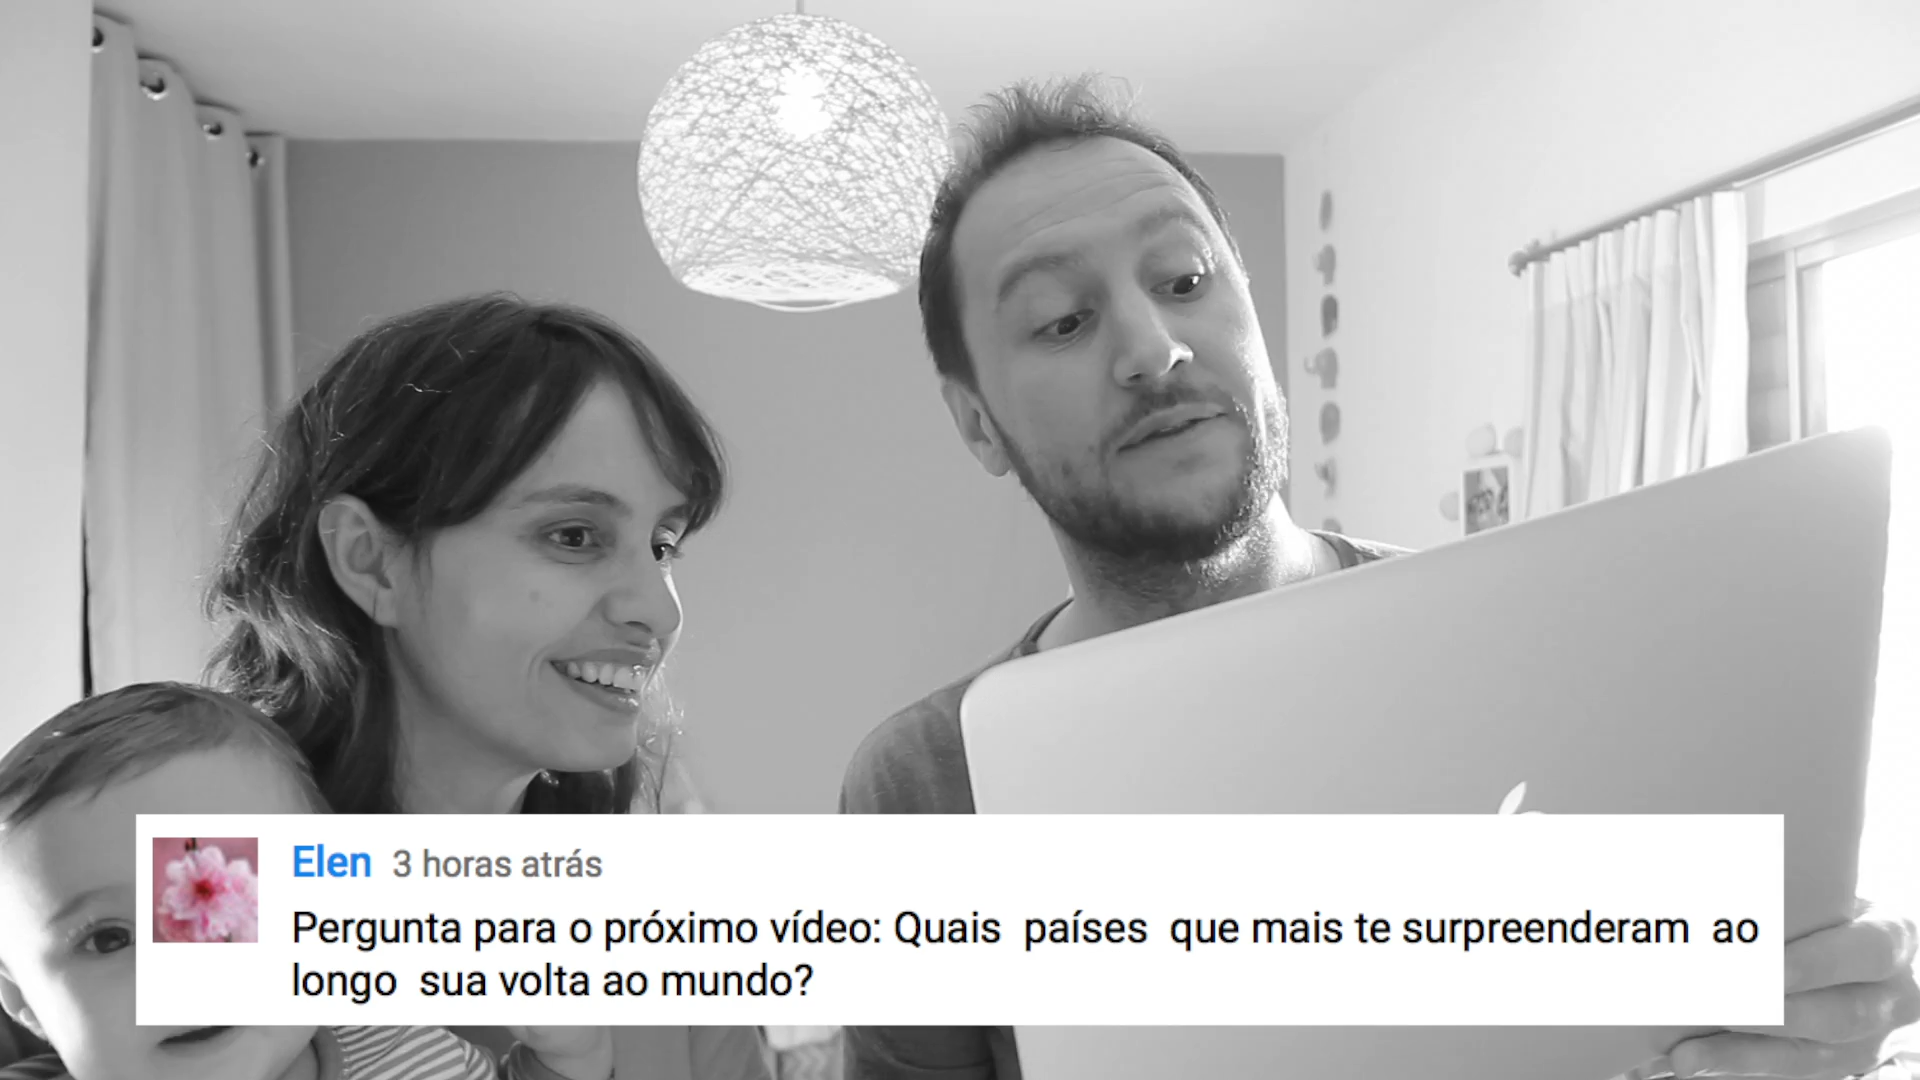 Elen 3 horas atrás
Pergunta para o próximo vídeo: Quais países que mais te surpreenderam ao
longo sua volta ao mundo?